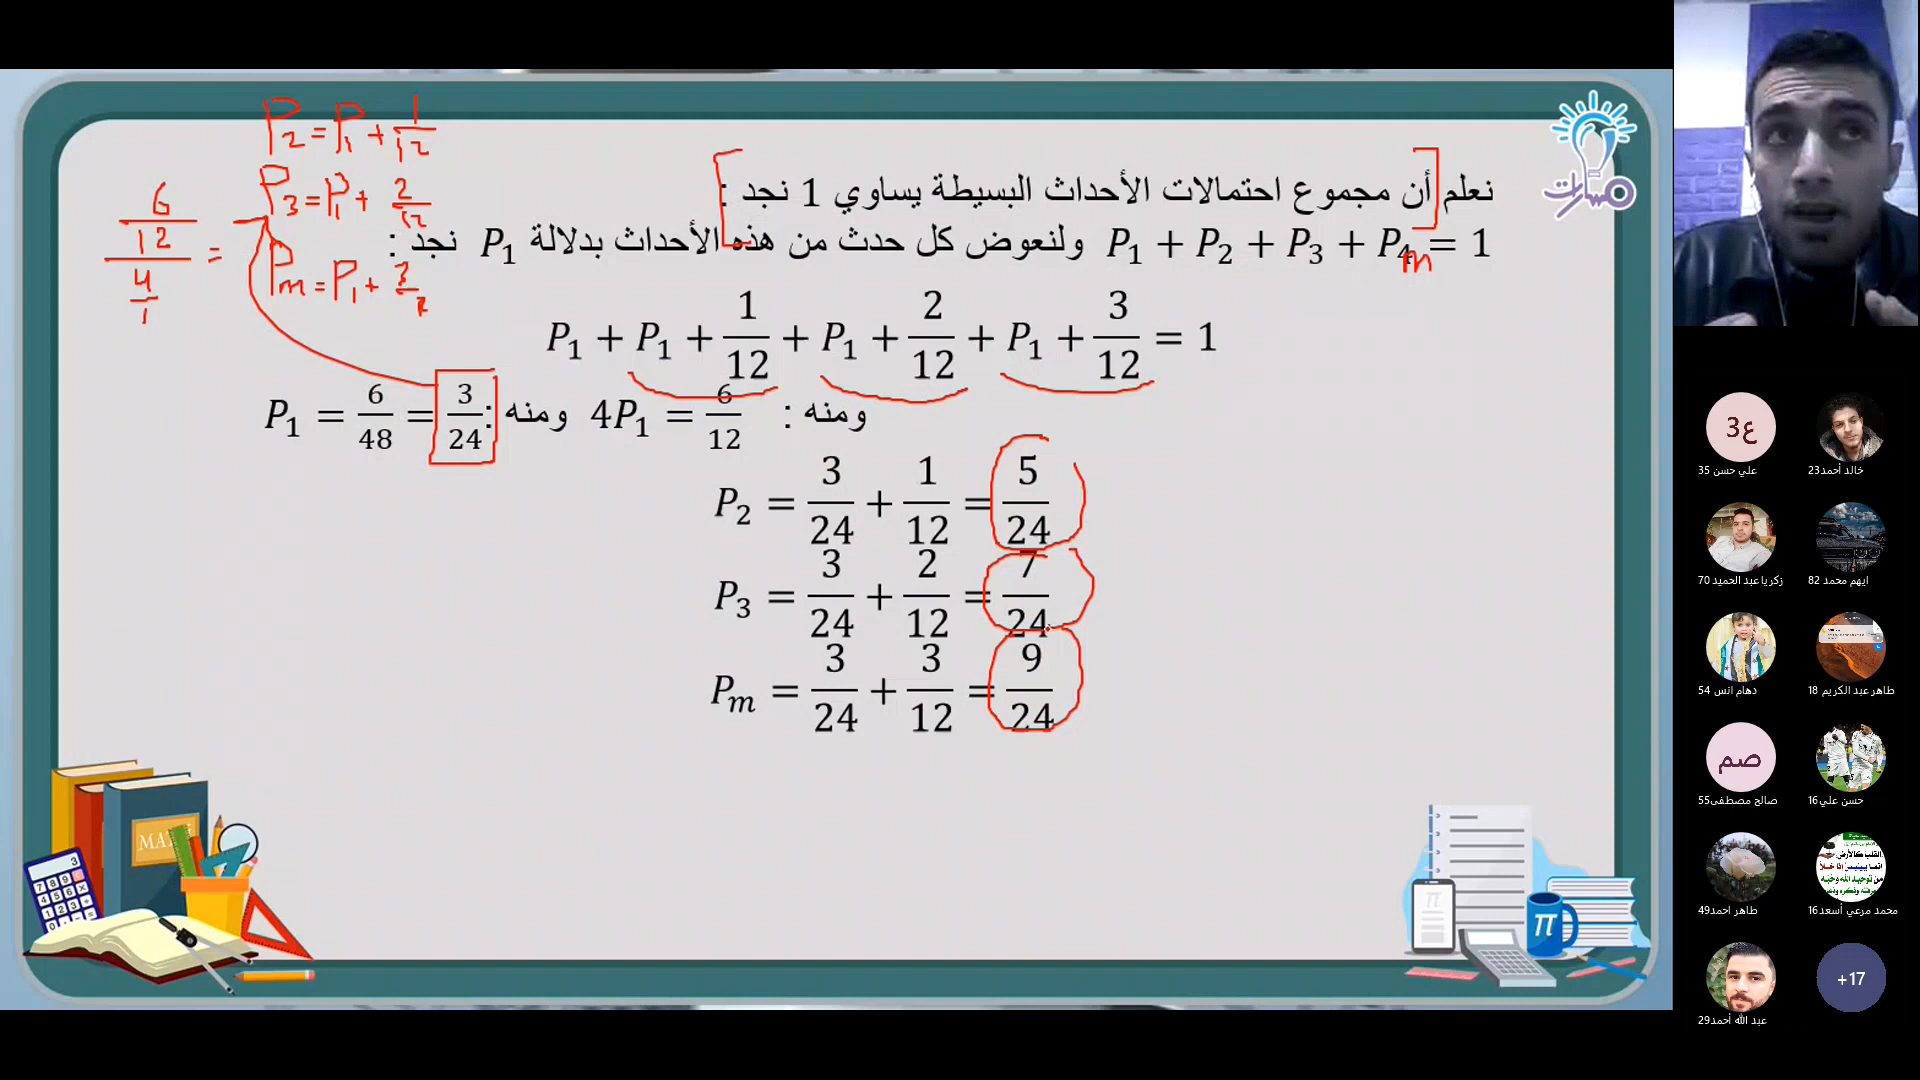 P₂ = P₁ + 1/12
P₃ = P₁ + 2/12
Pm = P₁ + 3/
6/12
4/1
=
مسارات
نعلم أن مجموع احتمالات الأحداث البسيطة يساوي 1 نجد :
P₁ + P₂ + P₃ + P₄ = 1 ولنعوض كل حدث من هذه الأحداث بدلالة P₁ نجد :
m
P₁ + P₁ + 1/12 + P₁ + 2/12 + P₁ + 3/12 = 1
ومنه : 4P₁ = 6/12 ومنه : P₁ = 6/48 = 3/24
P₂ = 3/24 + 1/12 = 5/24
P₃ = 3/24 + 2/12 = 7/24
Pm = 3/24 + 3/12 = 9/24
MATH
π
π
ع3
علي حسن 35
خالد أحمد23
زكريا عبد الحميد 70
ايهم محمد 82
دهام انس 54
طاهر عبد الكريم 18
صم
صالح مصطفى55
حسن علي16
طاهر احمد49
محمد مرعي أسعد16
عبد الله أحمد29
+17